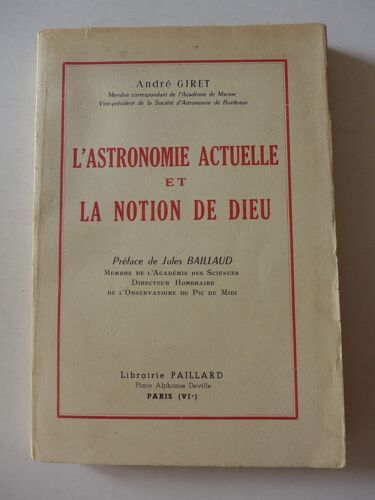 André GIRET
Membre correspondant de l'Académie de Marine
Vice-président de la Société d'Astronomie de Bordeaux
L'ASTRONOMIE ACTUELLE
ET
LA NOTION DE DIEU
Préface de Jules BAILLAUD
MEMBRE DE L'ACADÉMIE DES SCIENCES
DIRECTEUR HONORAIRE
DE L'OBSERVATOIRE DU PIC DU MIDI
Librairie PAILLARD
Place Alphonse Deville
PARIS (VIe)